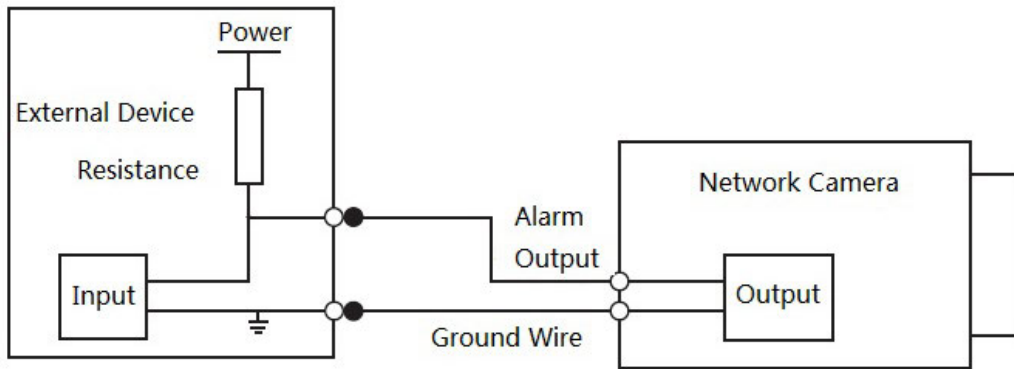 Power
External Device
Resistance
Network Camera
Alarm
Output
Input
Output
Ground Wire